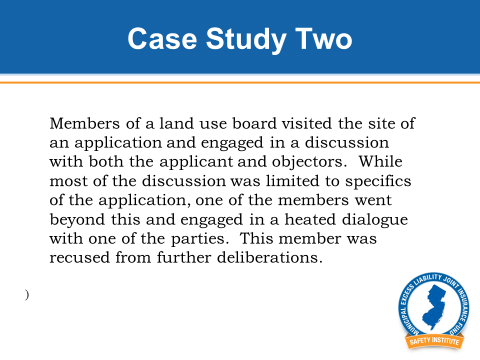 Case Study Two
Members of a land use board visited the site of
an application and engaged in a discussion
with both the applicant and objectors.  While
most of the discussion was limited to specifics
of the application, one of the members went
beyond this and engaged in a heated dialogue
with one of the parties.  This member was
recused from further deliberations.
)
MUNICIPAL EXCESS LIABILITY JOINT INSURANCE FUND
SAFETY INSTITUTE